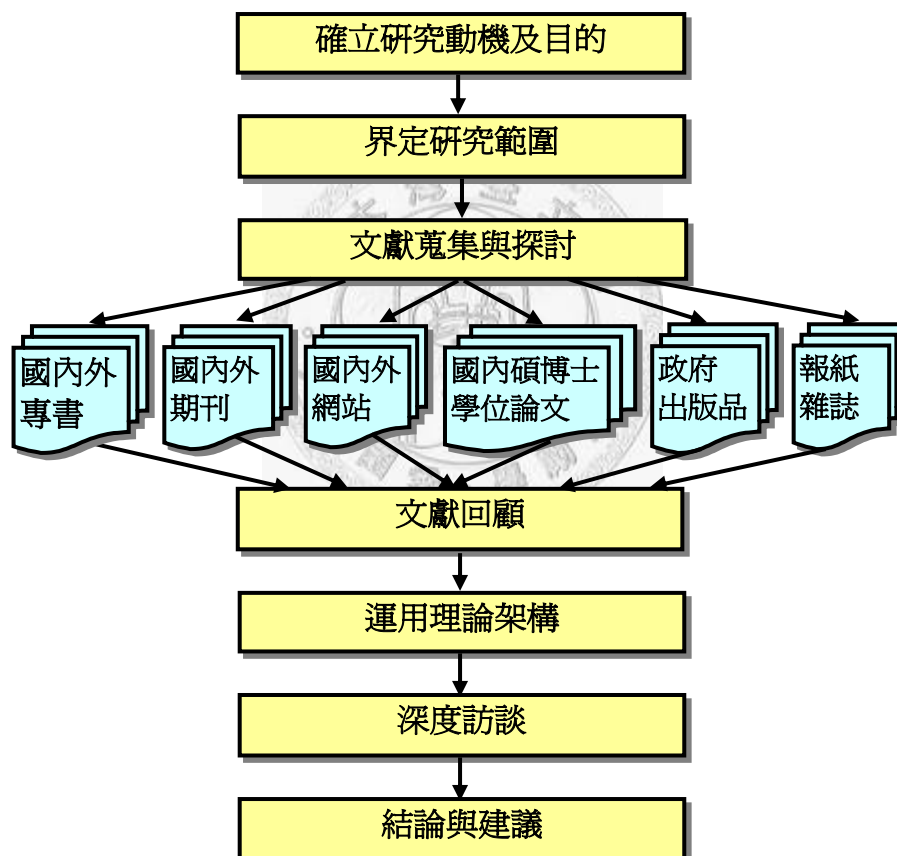 確立研究動機及目的
界定研究範圍
文獻蒐集與探討
國內外
專書
國內外
期刊
國內外
網站
國內碩博士
學位論文
政府
出版品
報紙
雜誌
文獻回顧
運用理論架構
深度訪談
結論與建議